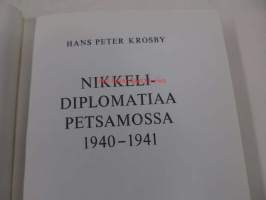 HANS PETER KROSBY
NIKKELI-
DIPLOMATIAA
PETSAMOSSA
1940–1941